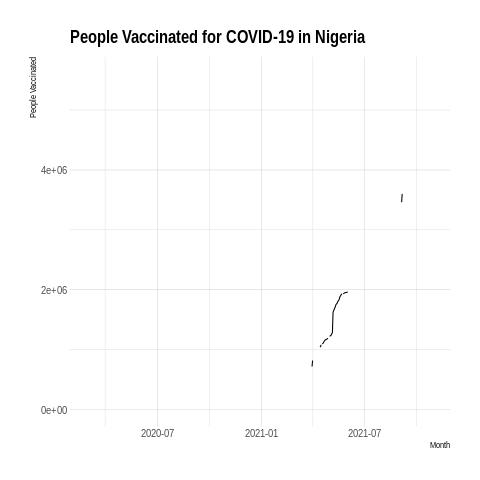 People Vaccinated for COVID-19 in Nigeria
People Vaccinated
4e+06
2e+06
0e+00
2020-07 2021-01 2021-07
Month